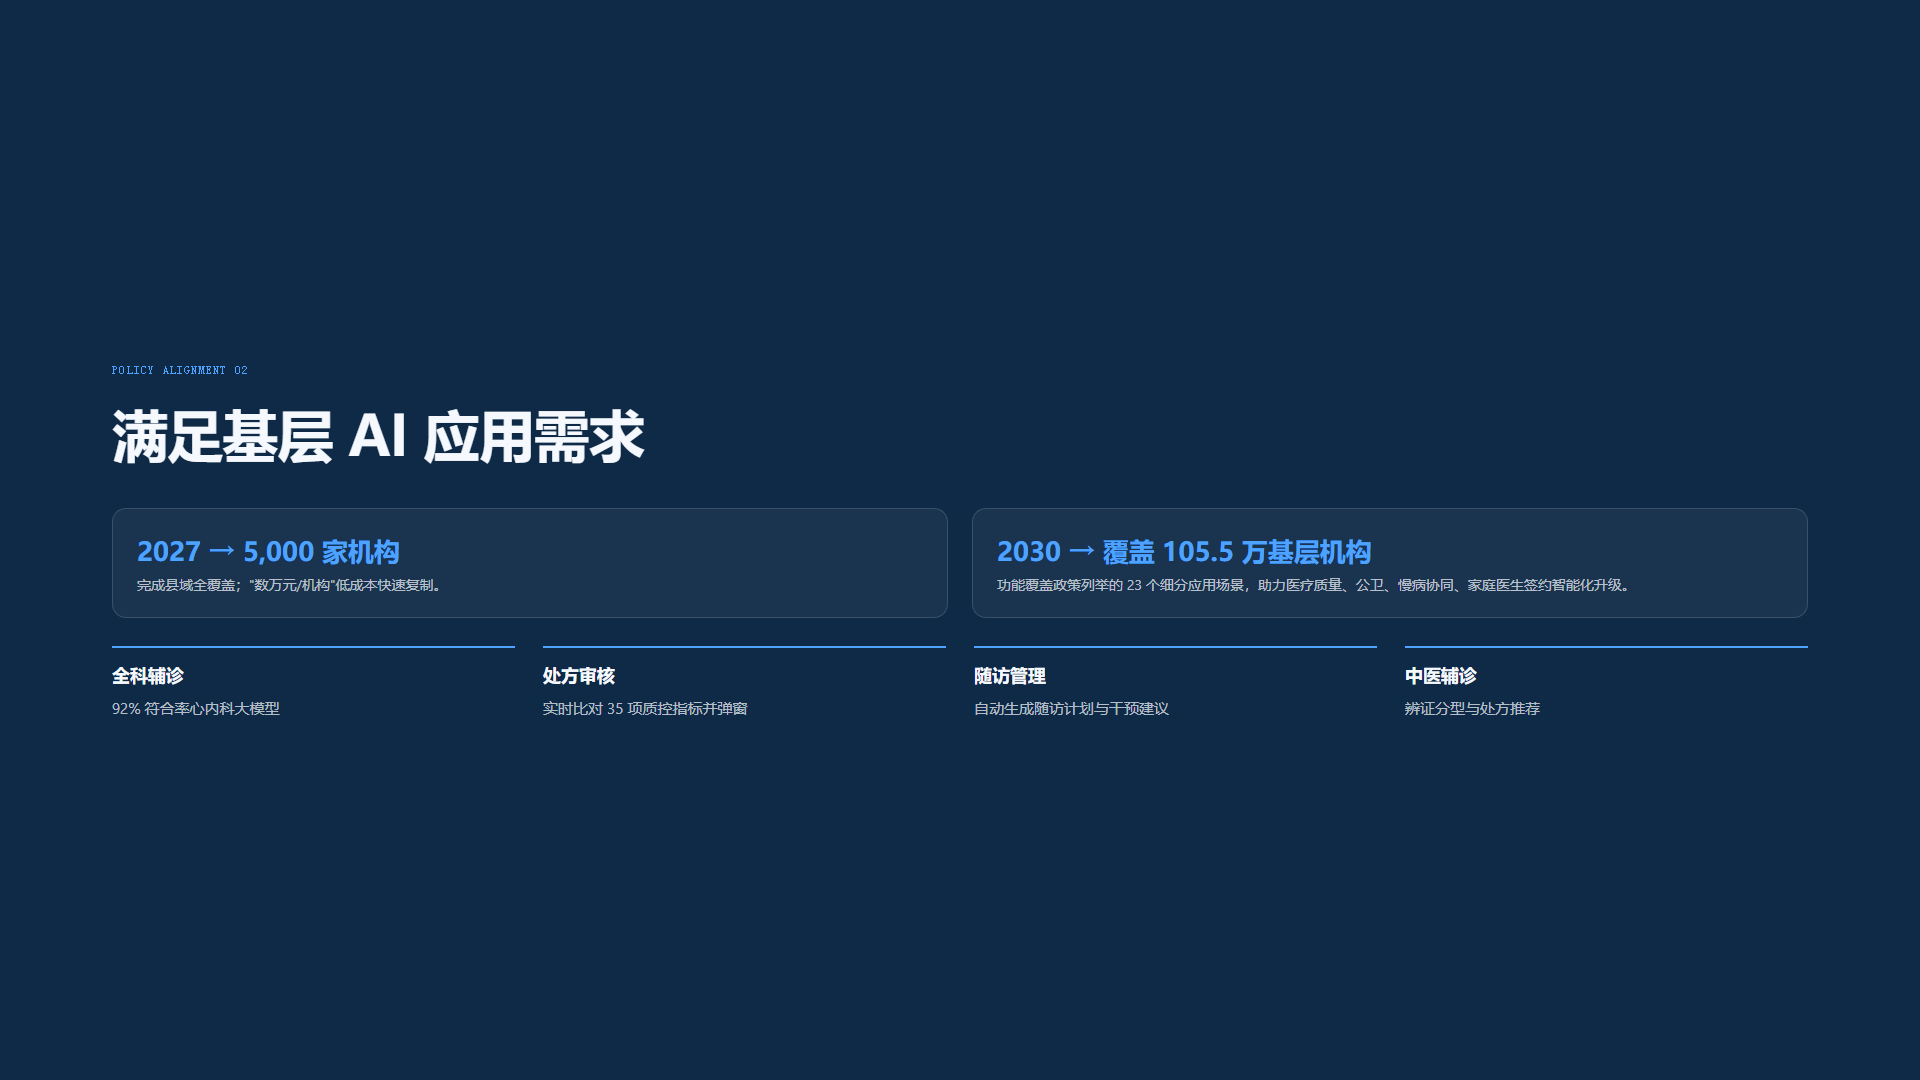 POLICY ALIGNMENT 02
满足基层 AI 应用需求
2027 → 5,000 家机构
完成县域全覆盖；"数万元/机构"低成本快速复制。
2030 → 覆盖 105.5 万基层机构
功能覆盖政策列举的 23 个细分应用场景，助力医疗质量、公卫、慢病协同、家庭医生签约智能化升级。
全科辅诊
92% 符合率心内科大模型
处方审核
实时比对 35 项质控指标并弹窗
随访管理
自动生成随访计划与干预建议
中医辅诊
辨证分型与处方推荐